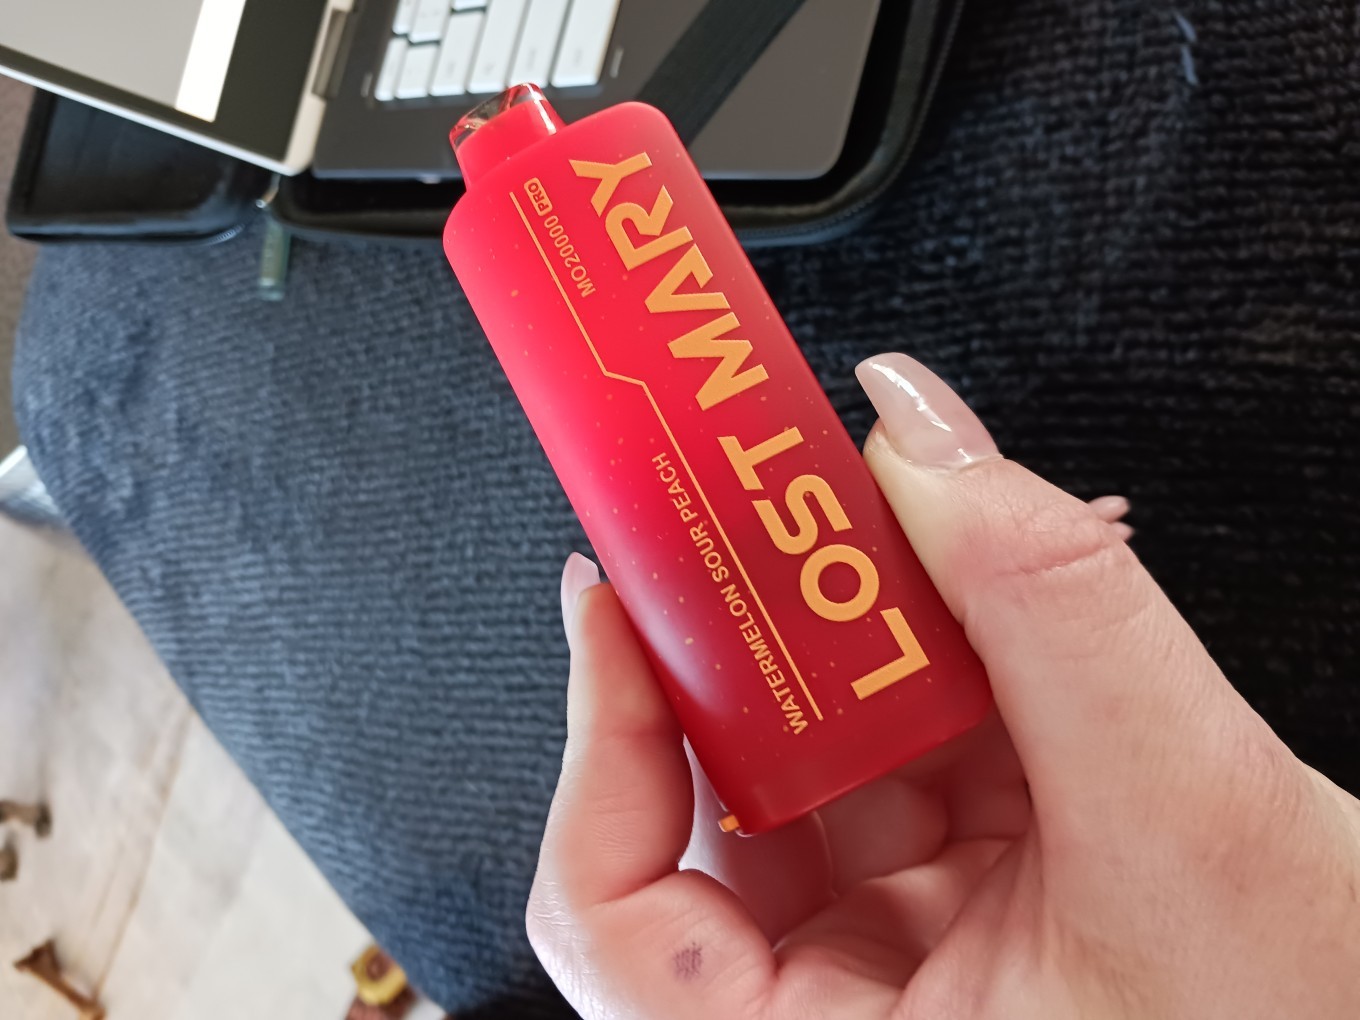 LOST MARY
MO20000 PRO
WATERMELON SOUR PEACH